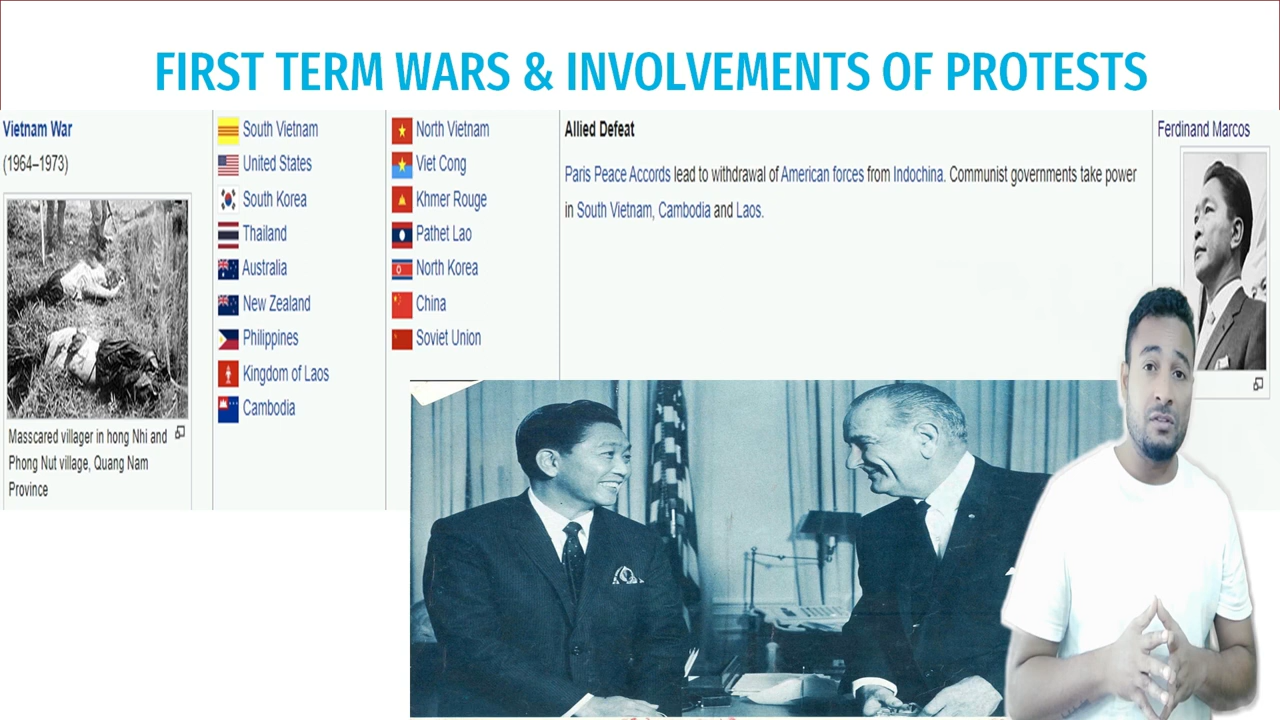 FIRST TERM WARS & INVOLVEMENTS OF PROTESTS
Vietnam War
(1964–1973)
Masscared villager in hong Nhi and
Phong Nut village, Quang Nam
Province
South Vietnam
United States
South Korea
Thailand
Australia
New Zealand
Philippines
Kingdom of Laos
Cambodia
North Vietnam
Viet Cong
Khmer Rouge
Pathet Lao
North Korea
China
Soviet Union
Allied Defeat
Paris Peace Accords lead to withdrawal of American forces from Indochina. Communist governments take power
in South Vietnam, Cambodia and Laos.
Ferdinand Marcos